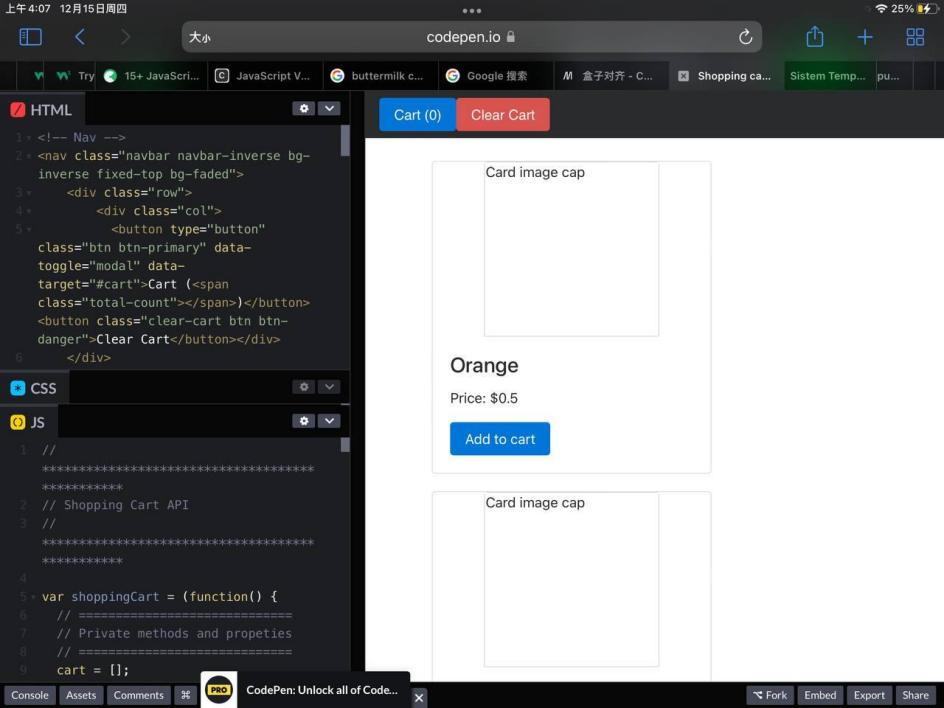 上午4:07 12月15日周四
25%
大小
codepen.io
Try
15+ JavaScri...
JavaScript V...
buttermilk c...
Google 搜索
盒子对齐 - C...
Shopping ca...
Sistem Temp...
pu...
HTML
1 <!-- Nav -->
2 <nav class="navbar navbar-inverse bg-
inverse fixed-top bg-faded">
3 <div class="row">
4 <div class="col">
5 <button type="button"
class="btn btn-primary" data-
toggle="modal" data-
target="#cart">Cart (<span
class="total-count"></span>)</button>
<button class="clear-cart btn btn-
danger">Clear Cart</button></div>
6 </div>
CSS
JS
1 //
*************************************
***********
2 // Shopping Cart API
3 //
*************************************
***********
4
5 var shoppingCart = (function() {
6 // =============================
7 // Private methods and propeties
8 // =============================
9 cart = [];
Cart (0)
Clear Cart
Card image cap
Orange
Price: $0.5
Add to cart
Card image cap
Console
Assets
Comments
⌘
PRO
CodePen: Unlock all of Code...
Fork
Embed
Export
Share